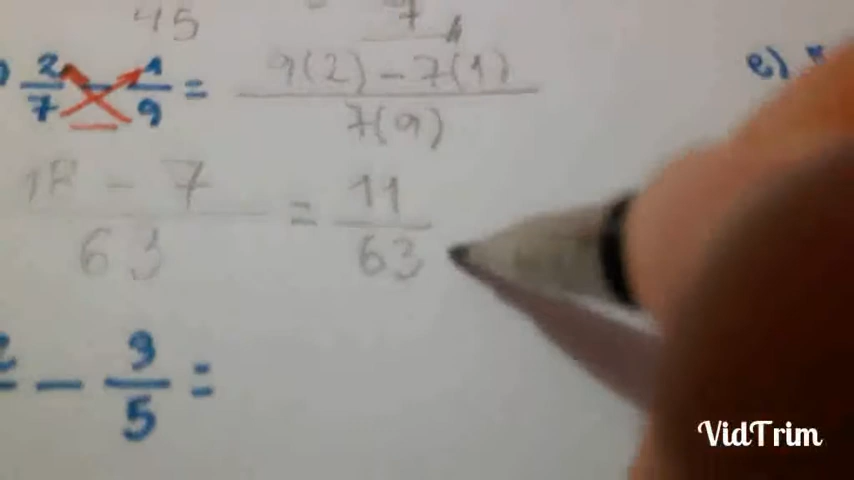 45
7
2/7 - 1/9 = (9(2) - 7(1))/(7(9))
e)
(18 - 7)/63 = 11/63
- 9/5 =
VidTrim